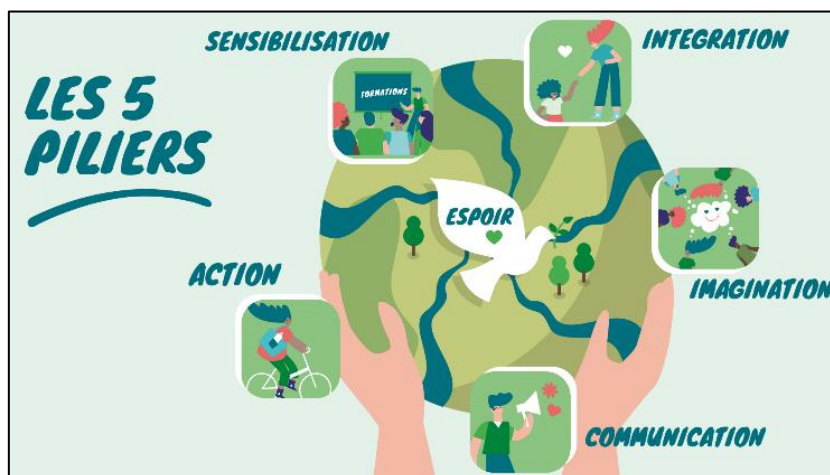 LES 5
PILIERS
SENSIBILISATION
FORMATIONS
INTEGRATION
ESPOIR
IMAGINATION
ACTION
COMMUNICATION